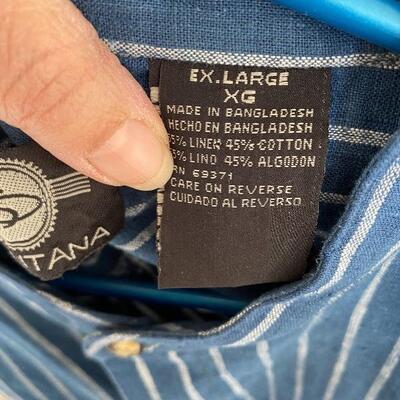 EX.LARGE
XG
MADE IN BANGLADESH
HECHO EN BANGLADESH
5% LINEN 45% COTTON
5% LINO 45% ALGODON
RN 69371
CARE ON REVERSE
CUIDADO AL REVERSO
TANA